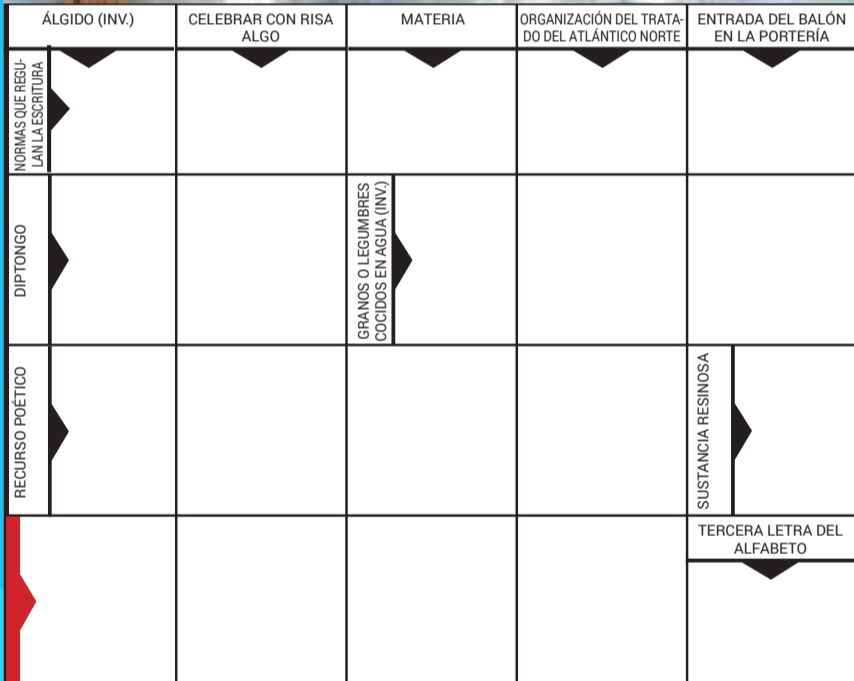 ÁLGIDO (INV.)
CELEBRAR CON RISA
ALGO
MATERIA
ORGANIZACIÓN DEL TRATA-
DO DEL ATLÁNTICO NORTE
ENTRADA DEL BALÓN
EN LA PORTERÍA
NORMAS QUE REGU-
LAN LA ESCRITURA
DIPTONGO
GRANOS O LEGUMBRES
COCIDOS EN AGUA (INV.)
RECURSO POÉTICO
SUSTANCIA RESINOSA
TERCERA LETRA DEL
ALFABETO